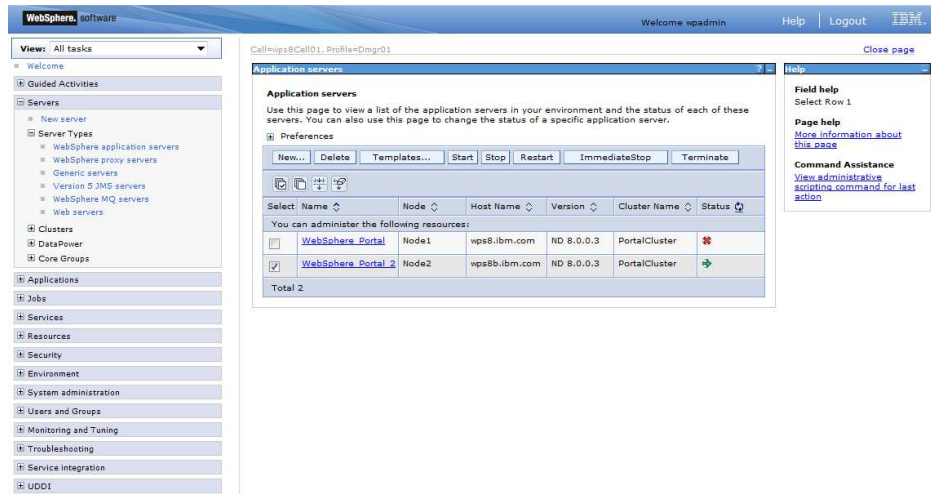 WebSphere. software
Welcome wpadmin
Help
Logout
IBM.
View: All tasks
Welcome
Guided Activities
Servers
New server
Server Types
WebSphere application servers
WebSphere proxy servers
Generic servers
Version 5 JMS servers
WebSphere MQ servers
Web servers
Clusters
DataPower
Core Groups
Applications
Jobs
Services
Resources
Security
Environment
System administration
Users and Groups
Monitoring and Tuning
Troubleshooting
Service integration
UDDI
Cell=wps8Cell01, Profile=Dmgr01
Close page
Application servers
? -
Application servers
Use this page to view a list of the application servers in your environment and the status of each of these
servers. You can also use this page to change the status of a specific application server.
Preferences
New... Delete Templates... Start Stop Restart ImmediateStop Terminate
Select Name Node Host Name Version Cluster Name Status
You can administer the following resources:
WebSphere_Portal Node1 wps8.ibm.com ND 8.0.0.3 PortalCluster
WebSphere_Portal_2 Node2 wps8b.ibm.com ND 8.0.0.3 PortalCluster
Total 2
Help
Field help
Select Row 1
Page help
More information about
this page
Command Assistance
View administrative
scripting command for last
action